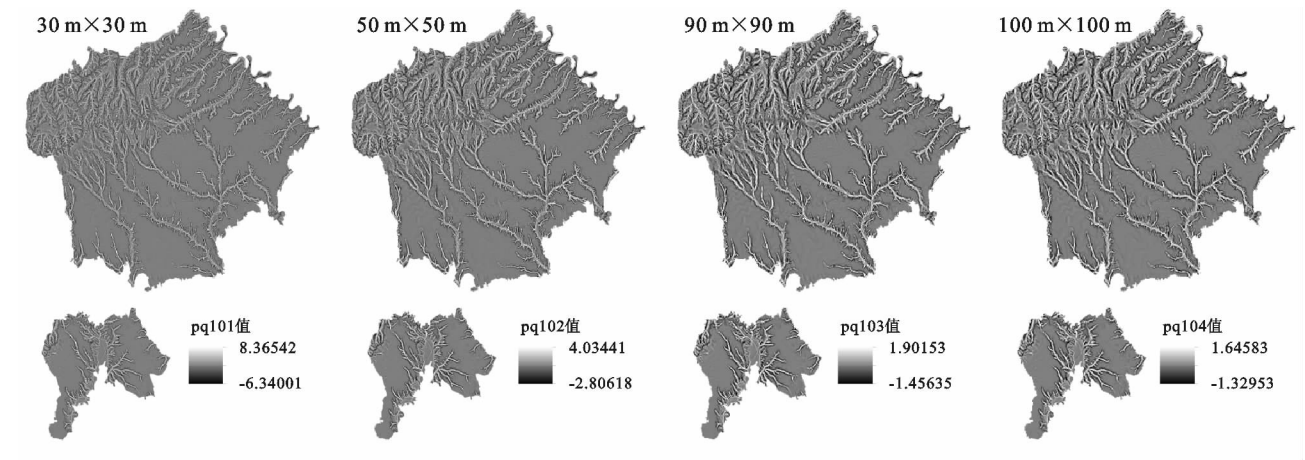 30 m×30 m
50 m×50 m
90 m×90 m
100 m×100 m
pq101值
8.36542
-6.34001
pq102值
4.03441
-2.80618
pq103值
1.90153
-1.45635
pq104值
1.64583
-1.32953